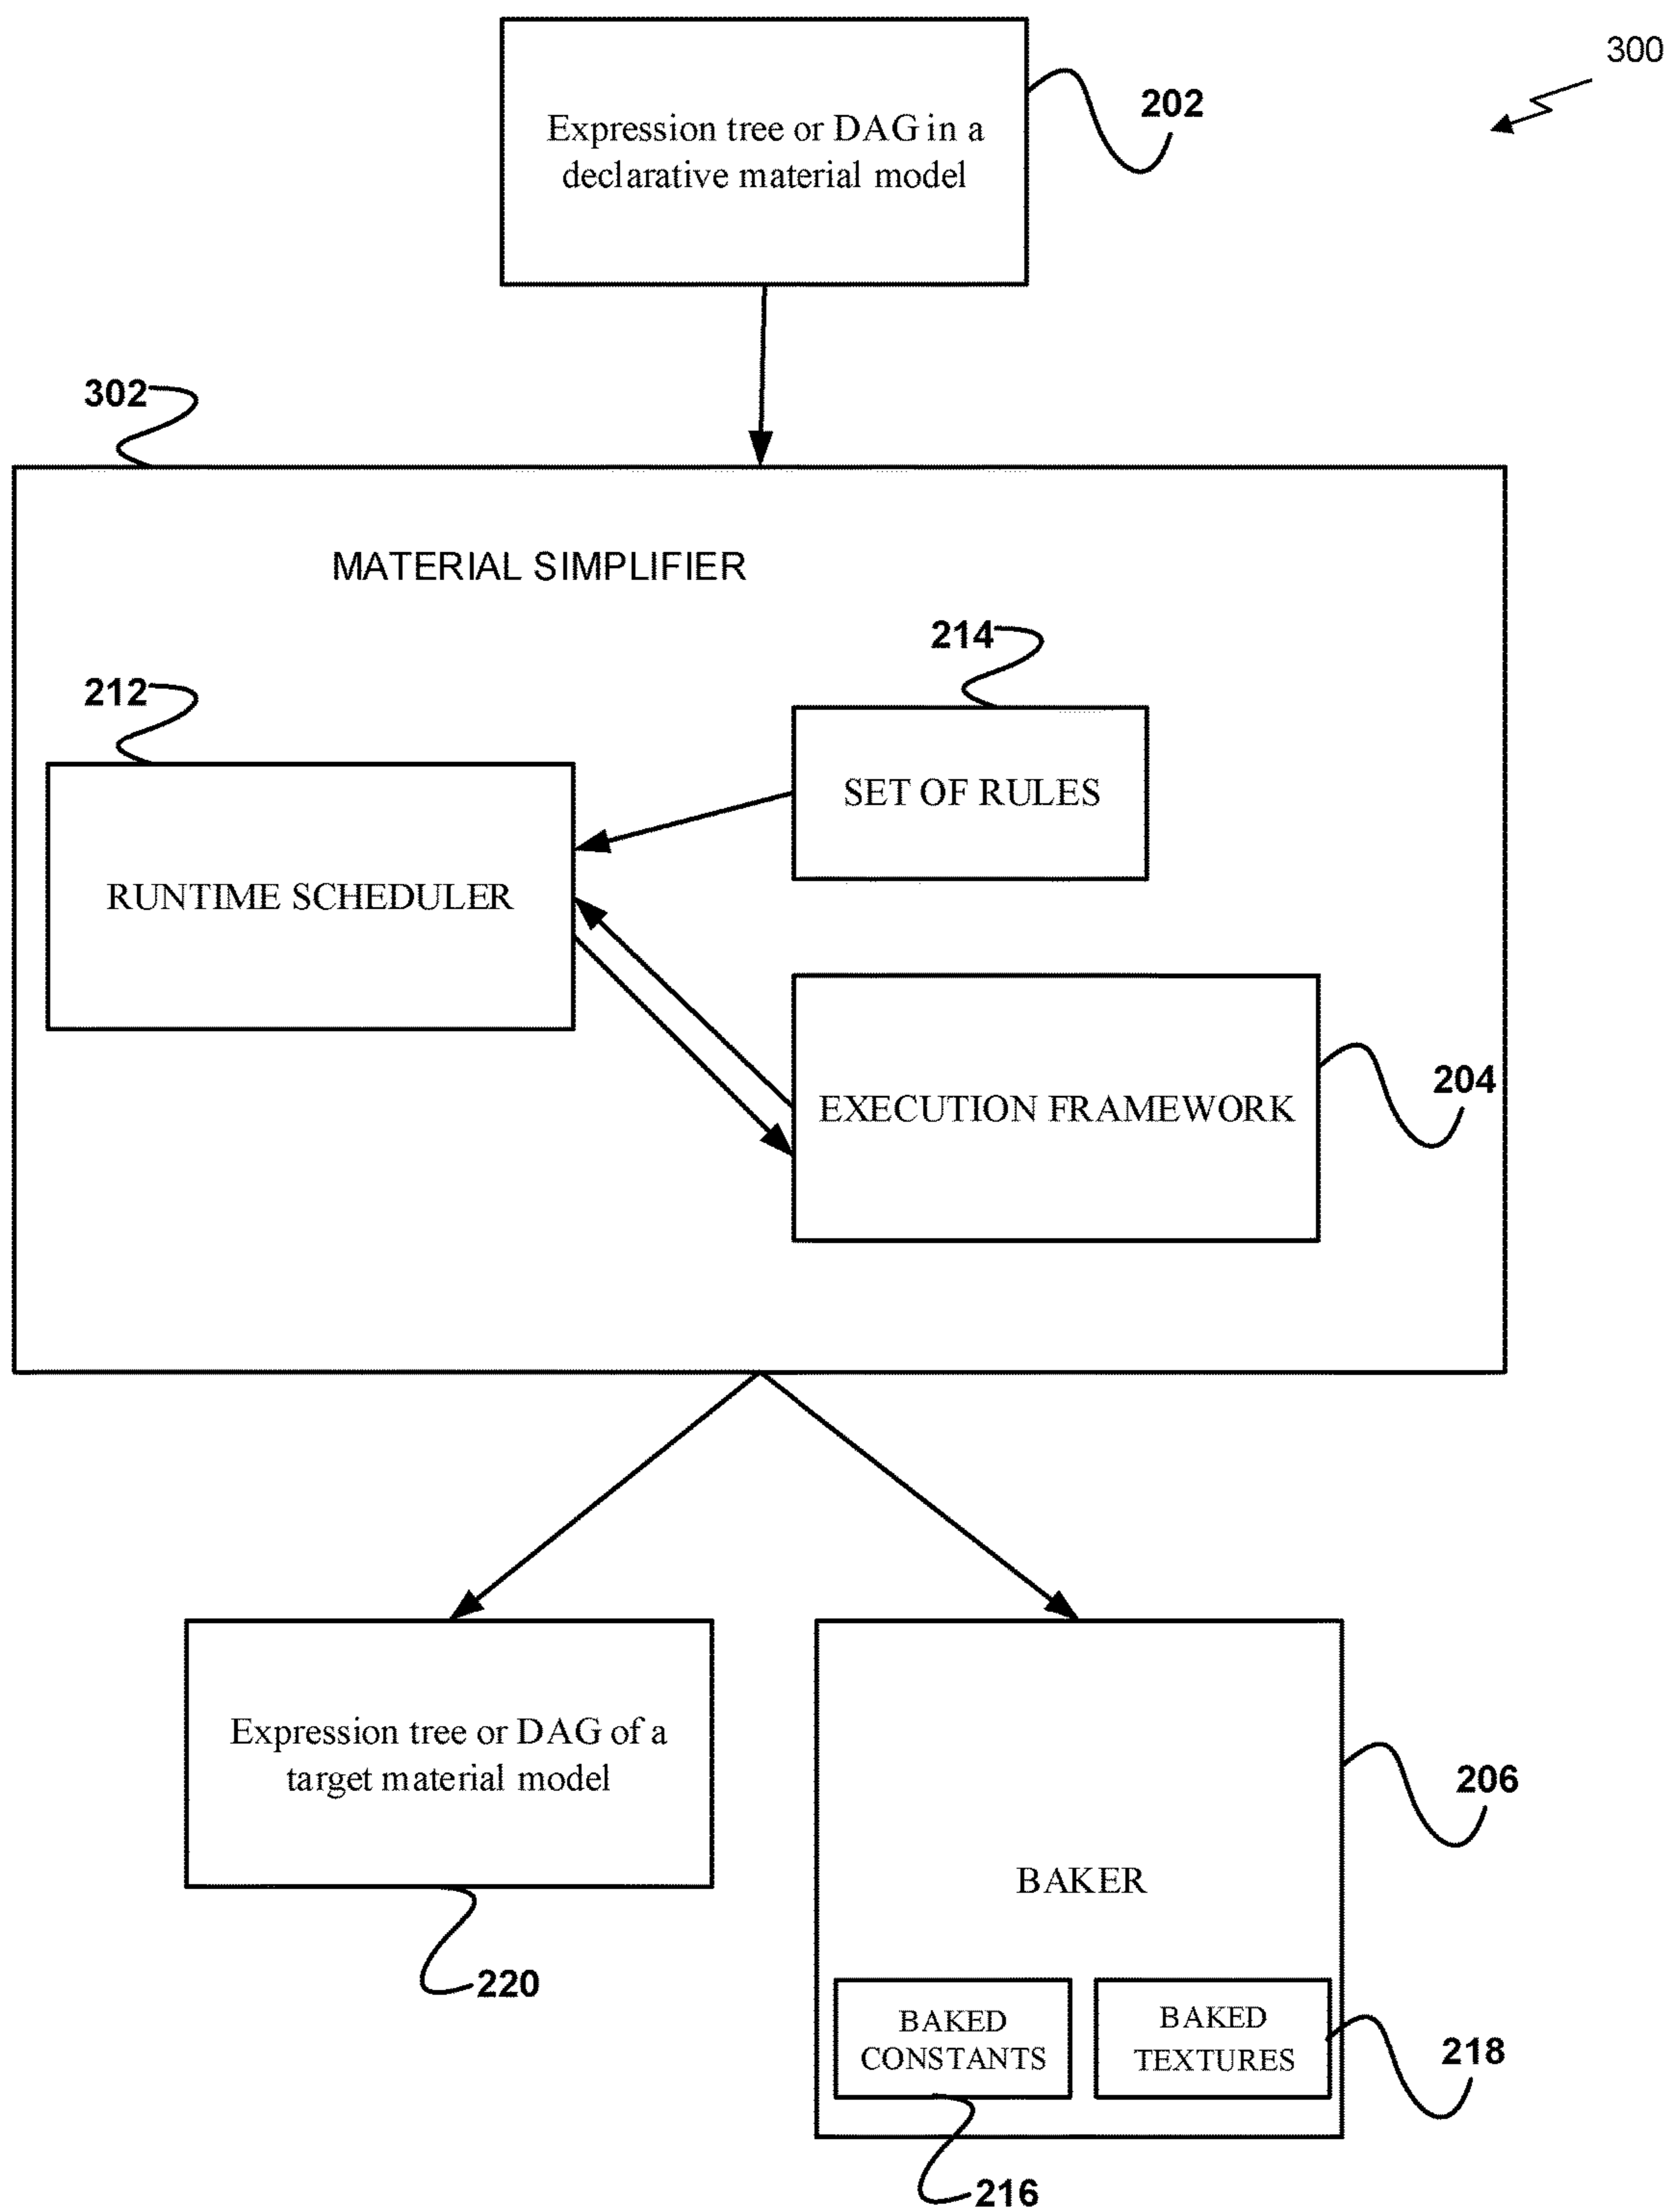 300
Expression tree or DAG in a
declarative material model
202
302
MATERIAL SIMPLIFIER
214
212
SET OF RULES
RUNTIME SCHEDULER
204
EXECUTION FRAMEWORK
Expression tree or DAG of a
target material model
206
BAKER
220
BAKED
CONSTANTS
BAKED
TEXTURES
218
216